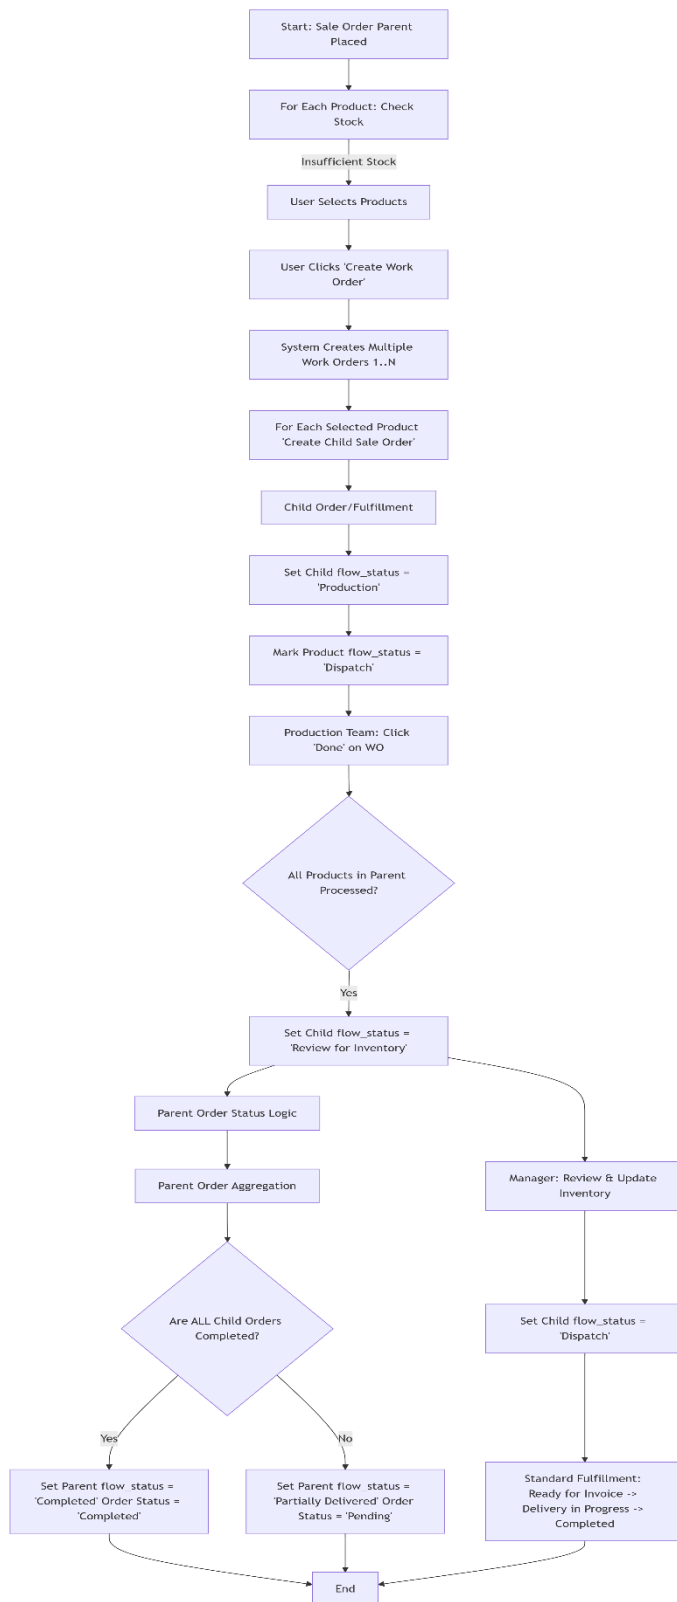 Start: Sale Order Parent
Placed
For Each Product: Check
Stock
Insufficient Stock
User Selects Products
User Clicks 'Create Work
Order'
System Creates Multiple
Work Orders 1..N
For Each Selected Product
'Create Child Sale Order'
Child Order/Fulfillment
Set Child flow_status =
'Production'
Mark Product flow_status =
'Dispatch'
Production Team: Click
'Done' on WO
All Products in Parent
Processed?
Yes
Set Child flow_status =
'Review for Inventory'
Parent Order Status Logic
Parent Order Aggregation
Manager: Review & Update
Inventory
Are ALL Child Orders
Completed?
Set Child flow_status =
'Dispatch'
Yes
No
Set Parent flow_status =
'Completed' Order Status =
'Completed'
Set Parent flow_status =
'Partially Delivered' Order
Status = 'Pending'
Standard Fulfillment:
Ready for Invoice ->
Delivery in Progress ->
Completed
End